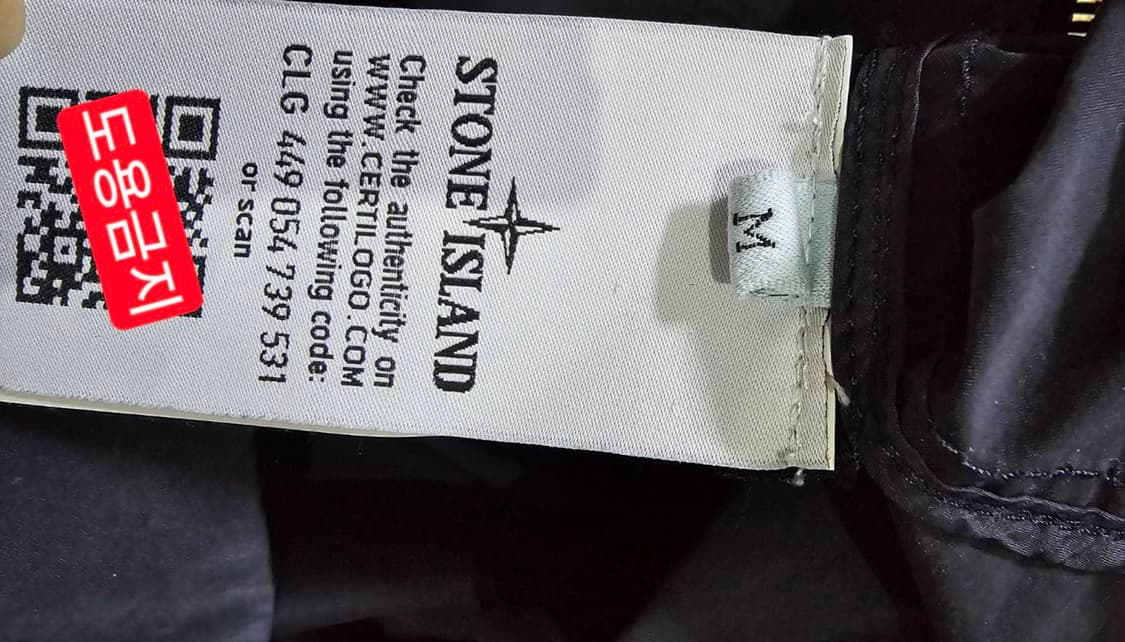 STONE ISLAND
Check the authenticity on
WWW.CERTILOGO.COM
using the following code:
CLG 449 054 739 531
or scan
도용금지
M